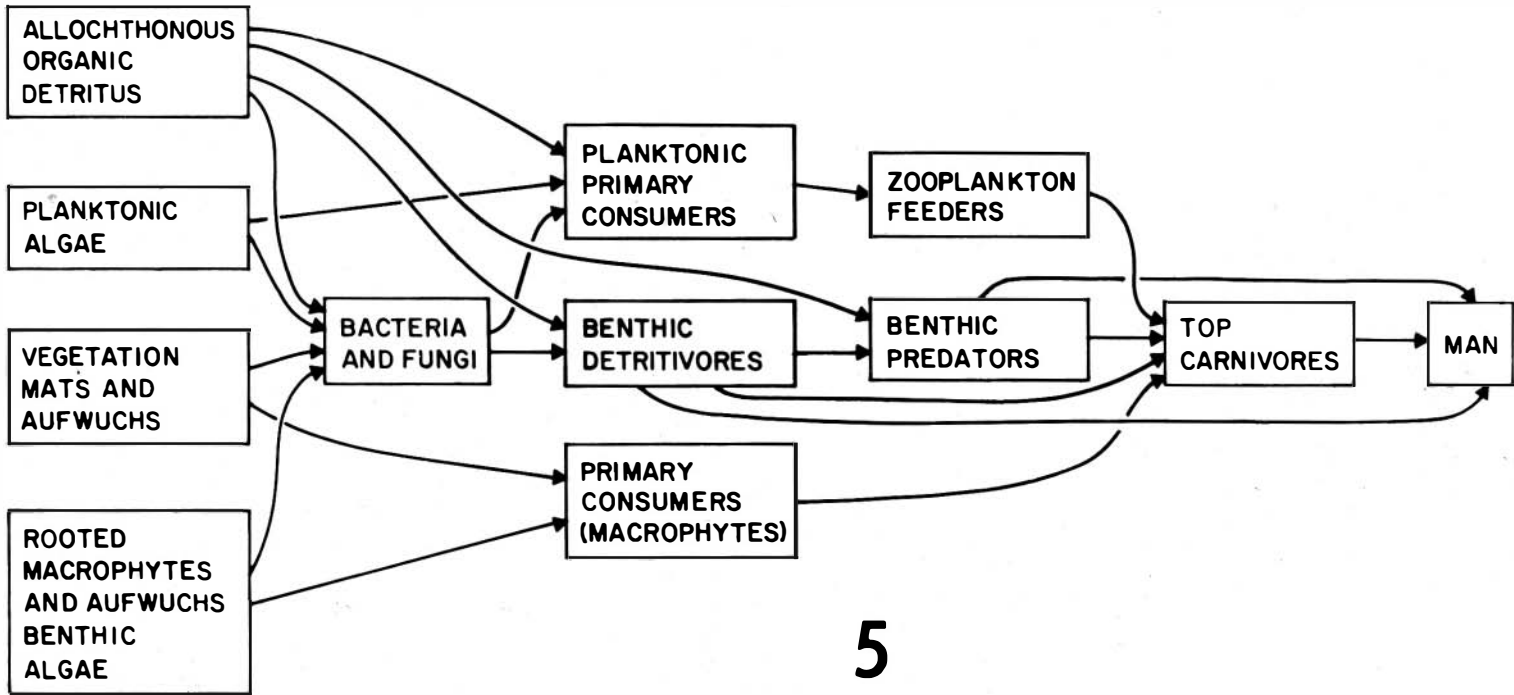 ALLOCHTHONOUS
ORGANIC
DETRITUS
PLANKTONIC
ALGAE
VEGETATION
MATS AND
AUFWUCHS
ROOTED
MACROPHYTES
AND AUFWUCHS
BENTHIC
ALGAE
BACTERIA
AND FUNGI
PLANKTONIC
PRIMARY
CONSUMERS
BENTHIC
DETRITIVORES
PRIMARY
CONSUMERS
(MACROPHYTES)
ZOOPLANKTON
FEEDERS
BENTHIC
PREDATORS
TOP
CARNIVORES
MAN
5